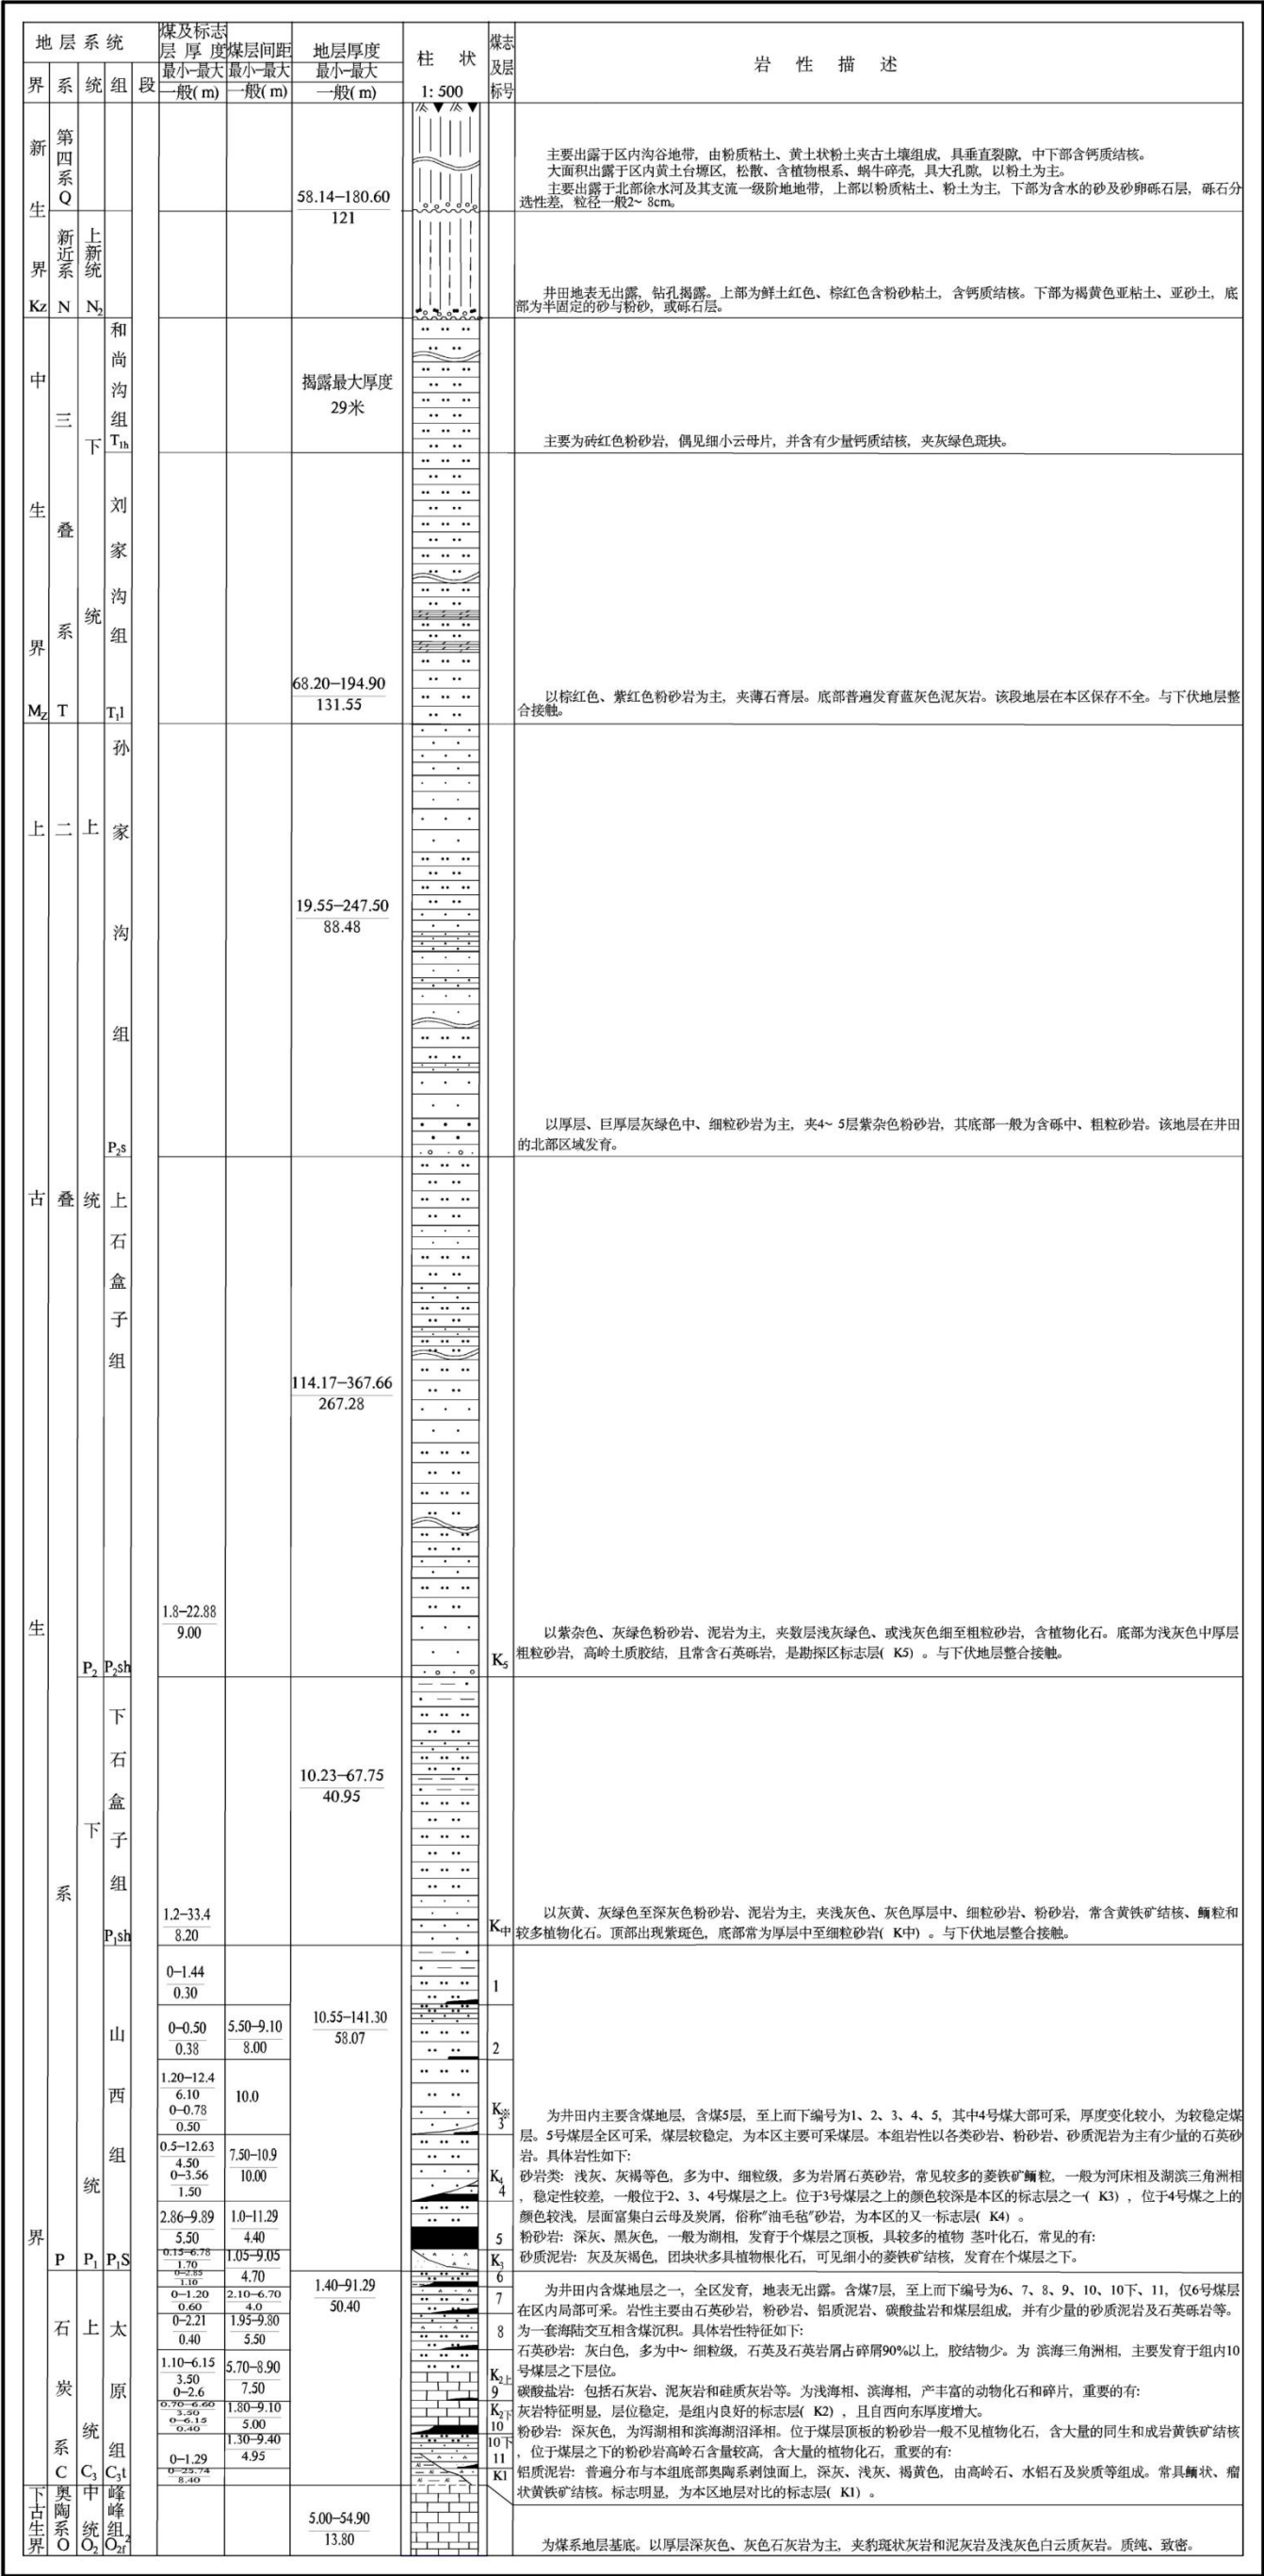 地层系统
煤及标志
层厚度
煤层间距
地层厚度
柱 状
煤志
及层
标号
岩 性 描 述
界 系 统 组 段
最小-最大
一般(m)
最小-最大
一般(m)
最小-最大
一般(m)
1: 500
新生界
Kz
第四系
Q
58.14-180.60
121
主要出露于区内沟谷地带，由粉质粘土、黄土状粉土夹古土壤组成，具垂直裂隙，中下部含钙质结核。
大面积出露于区内黄土台塬区，松散、含植物根系、蜗牛碎壳，具大孔隙，以粉土为主。
主要出露于北部徐水河及其支流一级阶地地带，上部以粉质粘土、粉土为主，下部为含水的砂及砂卵砾石层，砾石分
选性差，粒径一般2~8cm。
新近系
N
上新统
N2
井田地表无出露，钻孔揭露。上部为鲜土红色、棕红色含粉砂粘土，含钙质结核。下部为褐黄色亚粘土、亚砂土，底
部为半固定的砂与粉砂，或砾石层。
中生界
Mz
三叠系
T
下统
和尚沟组
T1h
揭露最大厚度
29米
主要为砖红色粉砂岩，偶见细小云母片，并含有少量钙质结核，夹灰绿色斑块。
刘家沟组
T1l
68.20-194.90
131.55
以棕红色、紫红色粉砂岩为主，夹薄石膏层。底部普遍发育蓝灰色泥灰岩。该段地层在本区保存不全。与下伏地层整
合接触。
上古生界
二叠系
P
上统
P2
孙家沟组
P2s
19.55-247.50
88.48
以厚层、巨厚层灰绿色中、细粒砂岩为主，夹4~5层紫杂色粉砂岩，其底部一般为含砾中、粗粒砂岩。该地层在井田
的北部区域发育。
上石盒子组
P2sh
1.8-22.88
9.00
114.17-367.66
267.28
K5
以紫杂色、灰绿色粉砂岩、泥岩为主，夹数层浅灰绿色、或浅灰色细至粗粒砂岩，含植物化石。底部为浅灰色中厚层
粗粒砂岩，高岭土质胶结，且常含石英砾岩，是勘探区标志层(K5)。与下伏地层整合接触。
下统
P1
下石盒子组
P1sh
1.2-33.4
8.20
10.23-67.75
40.95
K中
以灰黄、灰绿色至深灰色粉砂岩、泥岩为主，夹浅灰色、灰色厚层中、细粒砂岩、粉砂岩，常含黄铁矿结核、鲕粒和
较多植物化石。顶部出现紫斑色，底部常为厚层中至细粒砂岩(K中)。与下伏地层整合接触。
山西组
P1S
0-1.44
0.30
10.55-141.30
58.07
1
0-0.50
0.38
5.50-9.10
8.00
2
1.20-12.4
6.10
0-0.78
0.50
10.0
K※
3
0.5-12.63
4.50
0-3.56
1.50
7.50-10.9
10.00
K4
4
2.86-9.89
5.50
1.0-11.29
4.40
5
0.15-6.78
1.70
1.05-9.05
4.70
K3
为井田内主要含煤地层，含煤5层，至上而下编号为1、2、3、4、5，其中4号煤大部可采，厚度变化较小，为较稳定煤
层。5号煤层全区可采，煤层较稳定，为本区主要可采煤层。本组岩性以各类砂岩、粉砂岩、砂质泥岩为主有少量的石英砂
岩。具体岩性如下:
砂岩类: 浅灰、灰褐等色，多为中、细粒级，多为岩屑石英砂岩，常见较多的菱铁矿鲕粒，一般为河床相及湖滨三角洲相
，稳定性较差，一般位于2、3、4号煤层之上。位于3号煤层之上的颜色较深是本区的标志层之一(K3)，位于4号煤之上的
颜色较浅，层面富集白云母及炭屑，俗称"油毛毡"砂岩，为本区的又一标志层(K4)。
粉砂岩: 深灰、黑灰色，一般为湖相，发育于个煤层之顶板，具较多的植物 茎叶化石，常见的有:
砂质泥岩: 灰及灰褐色，团块状多具植物根化石，可见细小的菱铁矿结核，发育在个煤层之下。
石炭系
C
上统
C3
太原组
C3t
0-2.85
1.10
6
0-1.20
0.60
2.10-6.70
4.0
1.40-91.29
50.40
7
0-2.21
0.40
1.95-9.80
5.50
8
1.10-6.15
3.50
0-2.6
5.70-8.90
7.50
K2上
9
0.70-6.60
3.50
0-6.15
0.40
1.80-9.10
5.00
K2下
10
1.30-9.40
4.95
10下
0-1.29
11
0-25.74
8.40
K1
为井田内含煤地层之一，全区发育，地表无出露。含煤7层，至上而下编号为6、7、8、9、10、10下、11，仅6号煤层
在区内局部可采。岩性主要由石英砂岩，粉砂岩、铝质泥岩、碳酸盐岩和煤层组成，并有少量的砂质泥岩及石英砾岩等。
为一套海陆交互相含煤沉积。具体岩性特征如下:
石英砂岩: 灰白色，多为中~细粒级，石英及石英岩屑占碎屑90%以上，胶结物少。为 滨海三角洲相，主要发育于组内10
号煤层之下层位。
碳酸盐岩: 包括石灰岩、泥灰岩和硅质灰岩等。为浅海相、滨海相，产丰富的动物化石和碎片，重要的有:
灰岩特征明显，层位稳定，是组内良好的标志层(K2)，且自西向东厚度增大。
粉砂岩: 深灰色，为泻湖相和滨海湖沼泽相。位于煤层顶板的粉砂岩一般不见植物化石，含大量的同生和成岩黄铁矿结核
，位于煤层之下的粉砂岩高岭石含量较高，含大量的植物化石，重要的有:
铝质泥岩: 普遍分布与本组底部奥陶系剥蚀面上，深灰、浅灰、褐黄色，由高岭石、水铝石及炭质等组成。常具鲕状、瘤
状黄铁矿结核。标志明显，为本区地层对比的标志层(K1)。
下古生界
奥陶系
O
中统
O2
峰峰组
O2f2
5.00-54.90
13.80
为煤系地层基底。以厚层深灰色、灰色石灰岩为主，夹豹斑状灰岩和泥灰岩及浅灰色白云质灰岩。质纯、致密。